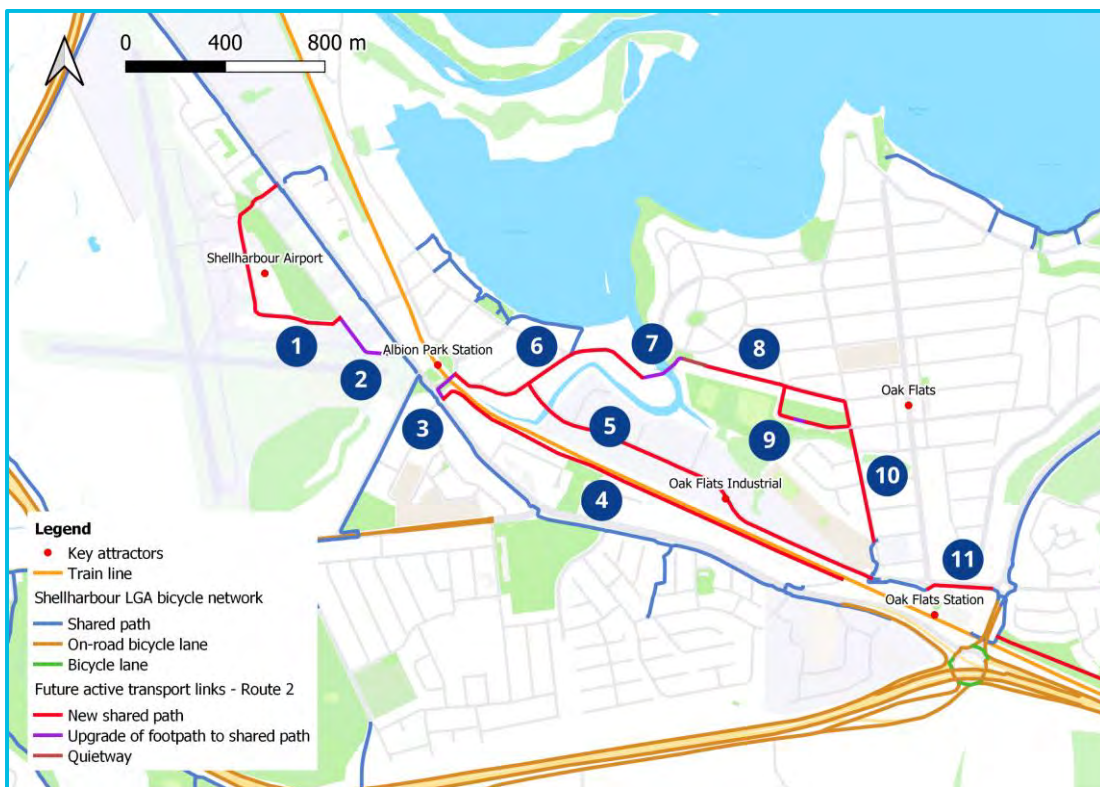 0 400 800 m
Shellharbour Airport
1
2
Albion Park Station
3
6
7
8
Oak Flats
5
9
4
Oak Flats Industrial
10
11
Oak Flats Station
Legend
Key attractors
Train line
Shellharbour LGA bicycle network
Shared path
On-road bicycle lane
Bicycle lane
Future active transport links - Route 2
New shared path
Upgrade of footpath to shared path
Quietway